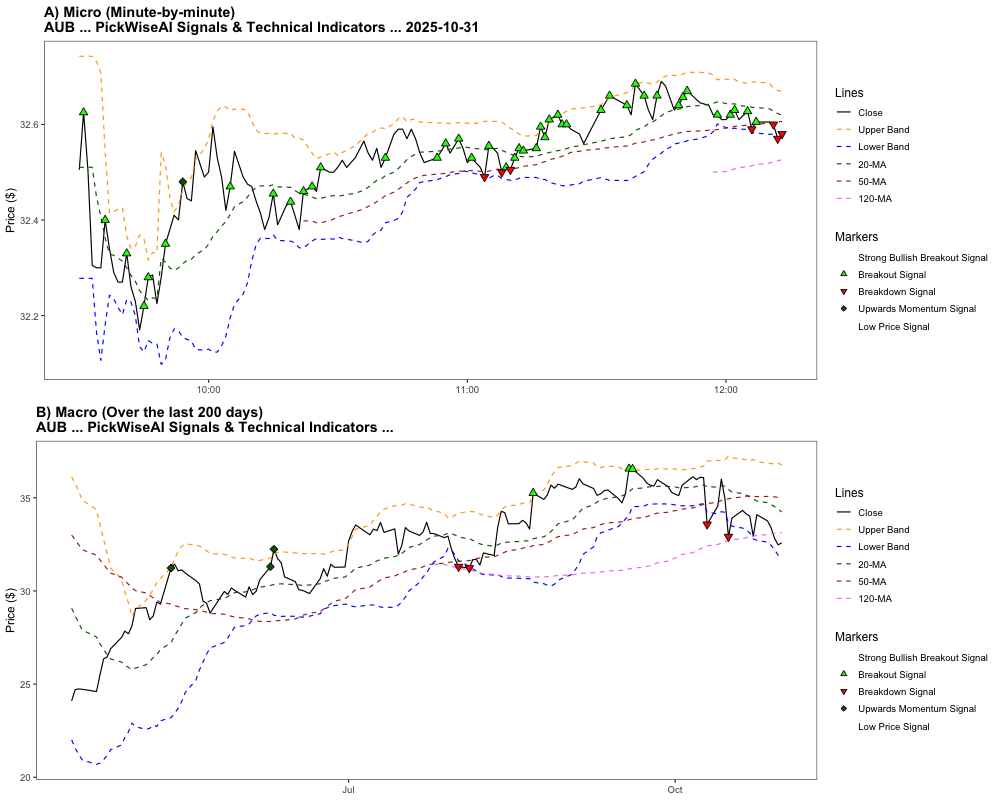 A) Micro (Minute-by-minute)
AUB ... PickWiseAI Signals & Technical Indicators ... 2025-10-31
Price ($)
32.6
32.4
32.2
10:00
11:00
12:00
Lines
Close
Upper Band
Lower Band
20-MA
50-MA
120-MA
Markers
Strong Bullish Breakout Signal
Breakout Signal
Breakdown Signal
Upwards Momentum Signal
Low Price Signal
B) Macro (Over the last 200 days)
AUB ... PickWiseAI Signals & Technical Indicators ...
Price ($)
35
30
25
20
Jul
Oct
Lines
Close
Upper Band
Lower Band
20-MA
50-MA
120-MA
Markers
Strong Bullish Breakout Signal
Breakout Signal
Breakdown Signal
Upwards Momentum Signal
Low Price Signal